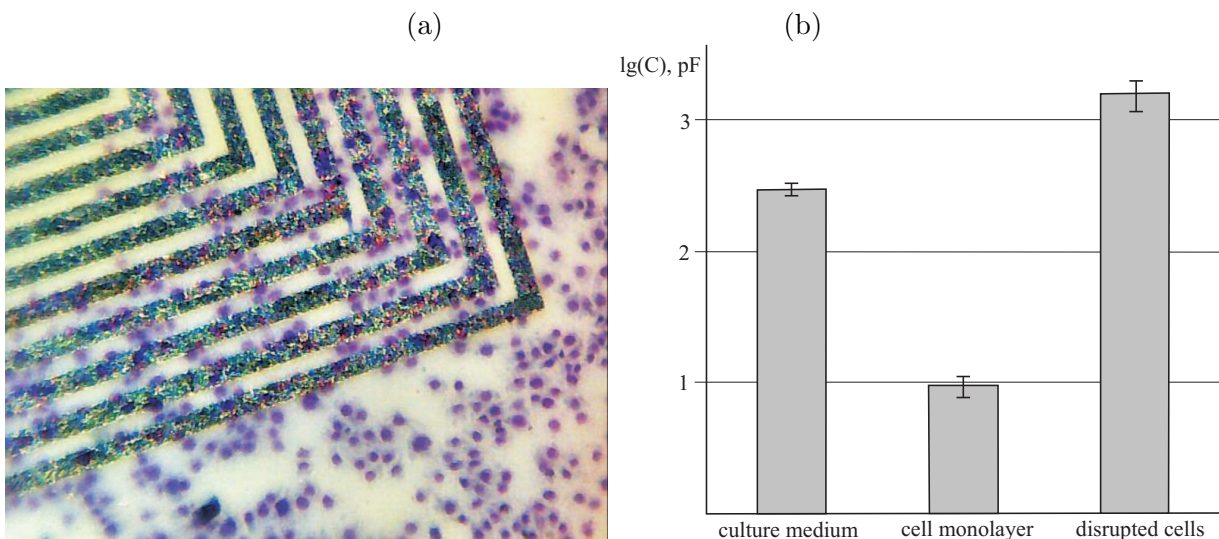 (a)
(b)
lg(C), pF
3
2
1
culture medium cell monolayer disrupted cells